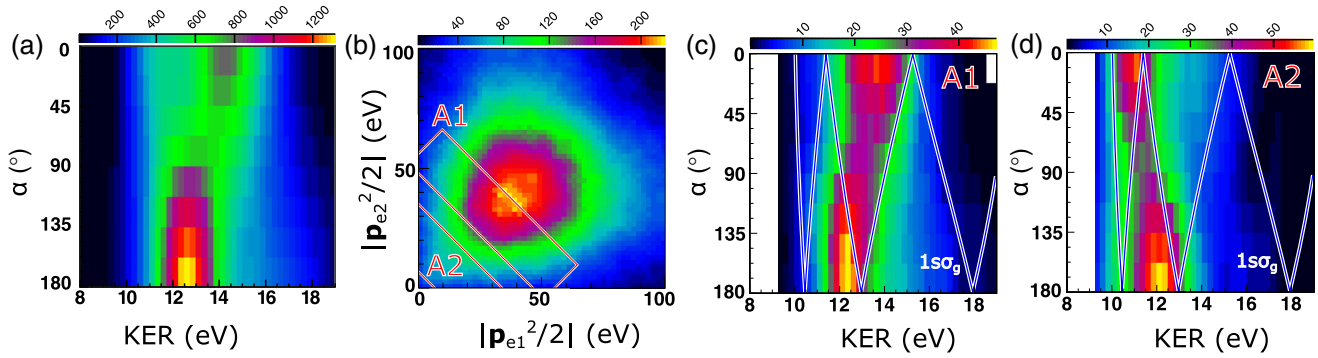 200 400 600 800 1000 1200
(a)
0
45
90
135
180
α (°)
8 10 12 14 16 18
KER (eV)
40 80 100 140 160 200
(b)
100
50
0
|p_e2^2/2| (eV)
A1
A2
0 50 100
|p_e1^2/2| (eV)
10 20 30 40
(c)
A1
0
45
90
135
180
α (°)
1sσg
8 10 12 14 16 18
KER (eV)
10 20 30 40 50
(d)
A2
0
45
90
135
180
α (°)
1sσg
8 10 12 14 16 18
KER (eV)